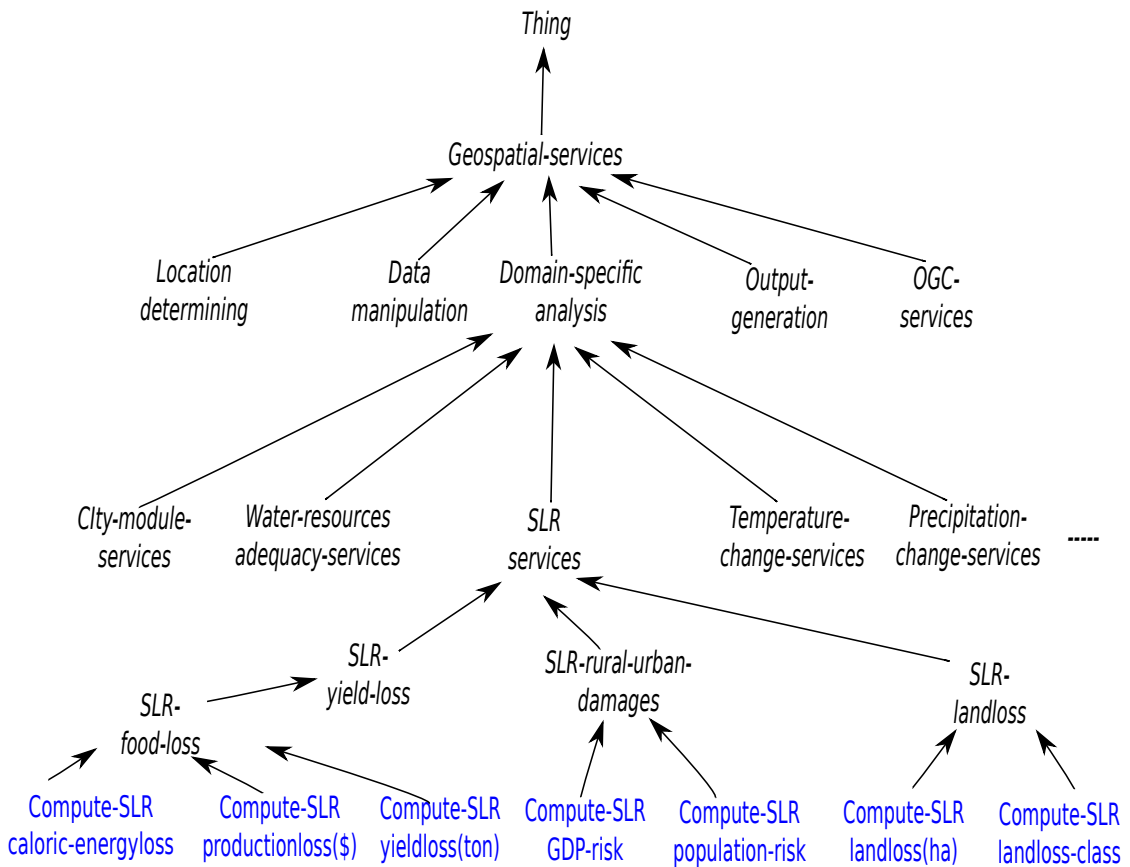 Thing
Geospatial-services
Location
determining
Data
manipulation
Domain-specific
analysis
Output-
generation
OGC-
services
CIty-module-
services
Water-resources
adequacy-services
SLR
services
Temperature-
change-services
Precipitation-
change-services
-----
SLR-
yield-loss
SLR-rural-urban-
damages
SLR-
landloss
SLR-
food-loss
Compute-SLR
caloric-energyloss
Compute-SLR
productionloss($)
Compute-SLR
yieldloss(ton)
Compute-SLR
GDP-risk
Compute-SLR
population-risk
Compute-SLR
landloss(ha)
Compute-SLR
landloss-class